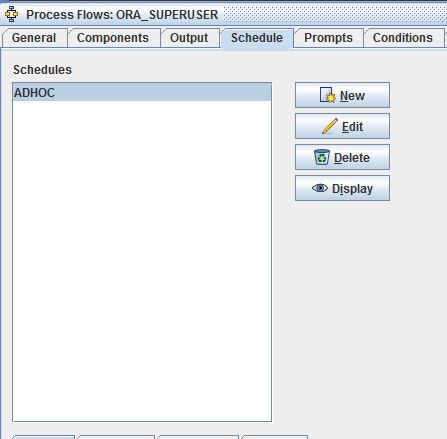 Process Flows: ORA_SUPERUSER
General Components Output Schedule Prompts Conditions
Schedules
ADHOC
New
Edit
Delete
Display